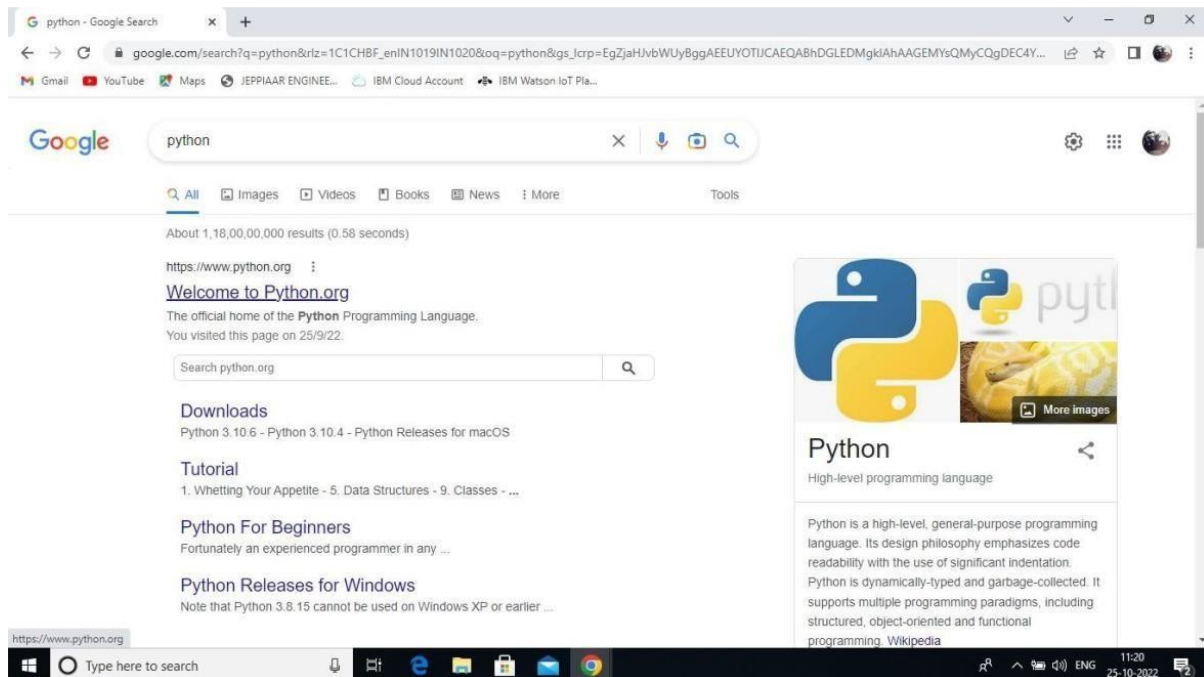 python - Google Search
google.com/search?q=python&rlz=1C1CHBF_enIN1019IN1020&oq=python&gs_lcrp=EgZjaHJvbWUyBggAEEUYOTIJCAEQABhDGLEDMgkIAhAAGEMYsQMyCQgDEC4Y...
Gmail YouTube Maps JEPPIAAR ENGINEE... IBM Cloud Account IBM Watson IoT Pla...
Google
python
All Images Videos Books News More Tools
About 1,18,00,00,000 results (0.58 seconds)
https://www.python.org
Welcome to Python.org
The official home of the Python Programming Language.
You visited this page on 25/9/22.
Search python.org
Downloads
Python 3.10.6 - Python 3.10.4 - Python Releases for macOS
Tutorial
1. Whetting Your Appetite - 5. Data Structures - 9. Classes - ...
Python For Beginners
Fortunately an experienced programmer in any ...
Python Releases for Windows
Note that Python 3.8.15 cannot be used on Windows XP or earlier ...
pytl
More images
Python
High-level programming language
Python is a high-level, general-purpose programming
language. Its design philosophy emphasizes code
readability with the use of significant indentation.
Python is dynamically-typed and garbage-collected. It
supports multiple programming paradigms, including
structured, object-oriented and functional
programming. Wikipedia
https://www.python.org
Type here to search
ENG
11:20
25-10-2022
2